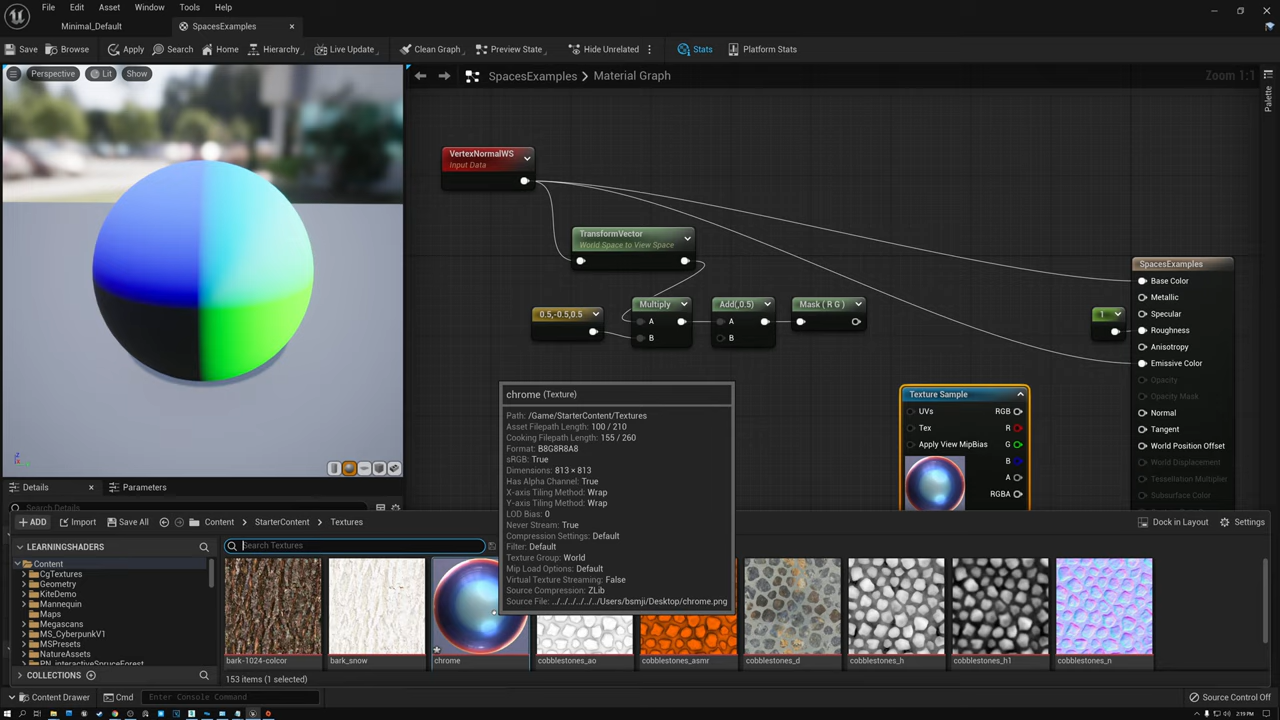 File Edit Asset Window Tools Help
Minimal_Default SpacesExamples
Save Browse Apply Search Home Hierarchy Live Update Clean Graph Preview State Hide Unrelated Stats Platform Stats
Perspective Lit Show
SpacesExamples > Material Graph
Zoom 1:1
Palette
VertexNormalWS
Input Data
TransformVector
World Space to View Space
0.5,-0.5,0.5
Multiply
A
B
Add(,0.5)
A
B
Mask ( R G )
1
SpacesExamples
Base Color
Metallic
Specular
Roughness
Anisotropy
Emissive Color
Opacity
Opacity Mask
Normal
Tangent
World Position Offset
World Displacement
Tessellation Multiplier
Subsurface Color
Texture Sample
UVs RGB
Tex R
Apply View MipBias G
B
A
RGBA
chrome (Texture)
Path: /Game/StarterContent/Textures
Asset Filepath Length: 100 / 210
Cooking Filepath Length: 155 / 260
Format: B8G8R8A8
sRGB: True
Dimensions: 813 × 813
Has Alpha Channel: True
X-axis Tiling Method: Wrap
Y-axis Tiling Method: Wrap
LOD Bias: 0
Never Stream: True
Compression Settings: Default
Filter: Default
Texture Group: World
Mip Load Options: Default
Virtual Texture Streaming: False
Source Compression: ZLib
Source File: ../../../../../../Users/bsmji/Desktop/chrome.png
Details Parameters
Search Details
ADD Import Save All Content > StarterContent > Textures
Dock in Layout Settings
LEARNINGSHADERS
Search Textures
Content
CgTextures
Geometry
KiteDemo
Mannequin
Maps
Megascans
MS_CyberpunkV1
MSPresets
NatureAssets
PN_interactiveSpruceForest
COLLECTIONS
bark-1024-colcor bark_snow chrome cobblestones_ao cobblestones_asmr cobblestones_d cobblestones_h cobblestones_h1 cobblestones_n
153 items (1 selected)
Content Drawer Cmd Enter Console Command
Source Control Off
2:19 PM